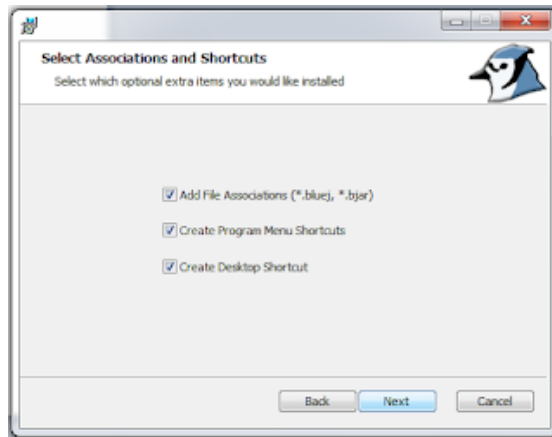 Select Associations and Shortcuts
Select which optional extra items you would like installed
Add File Associations (*.bluej, *.bjar)
Create Program Menu Shortcuts
Create Desktop Shortcut
Back Next Cancel